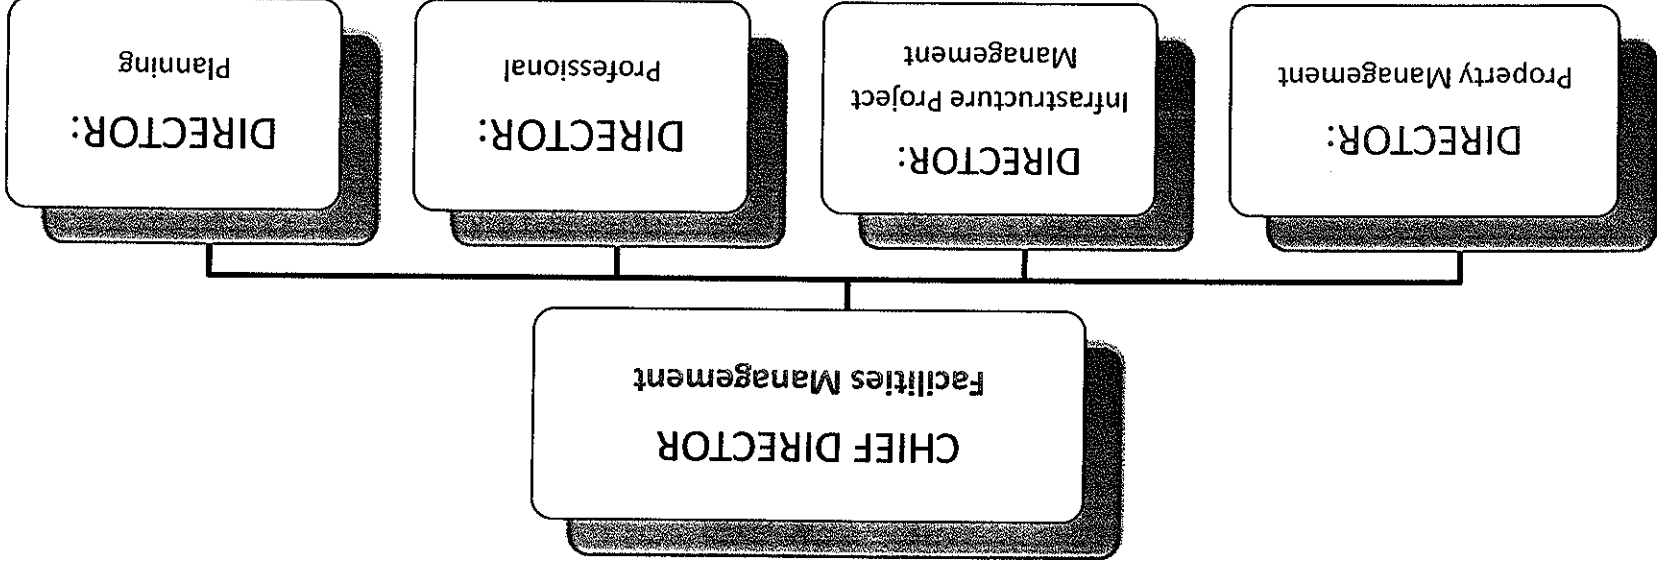 CHIEF DIRECTOR
Facilities Management
DIRECTOR:
Property Management
DIRECTOR:
Infrastructure Project
Management
DIRECTOR:
Professional
DIRECTOR:
Planning